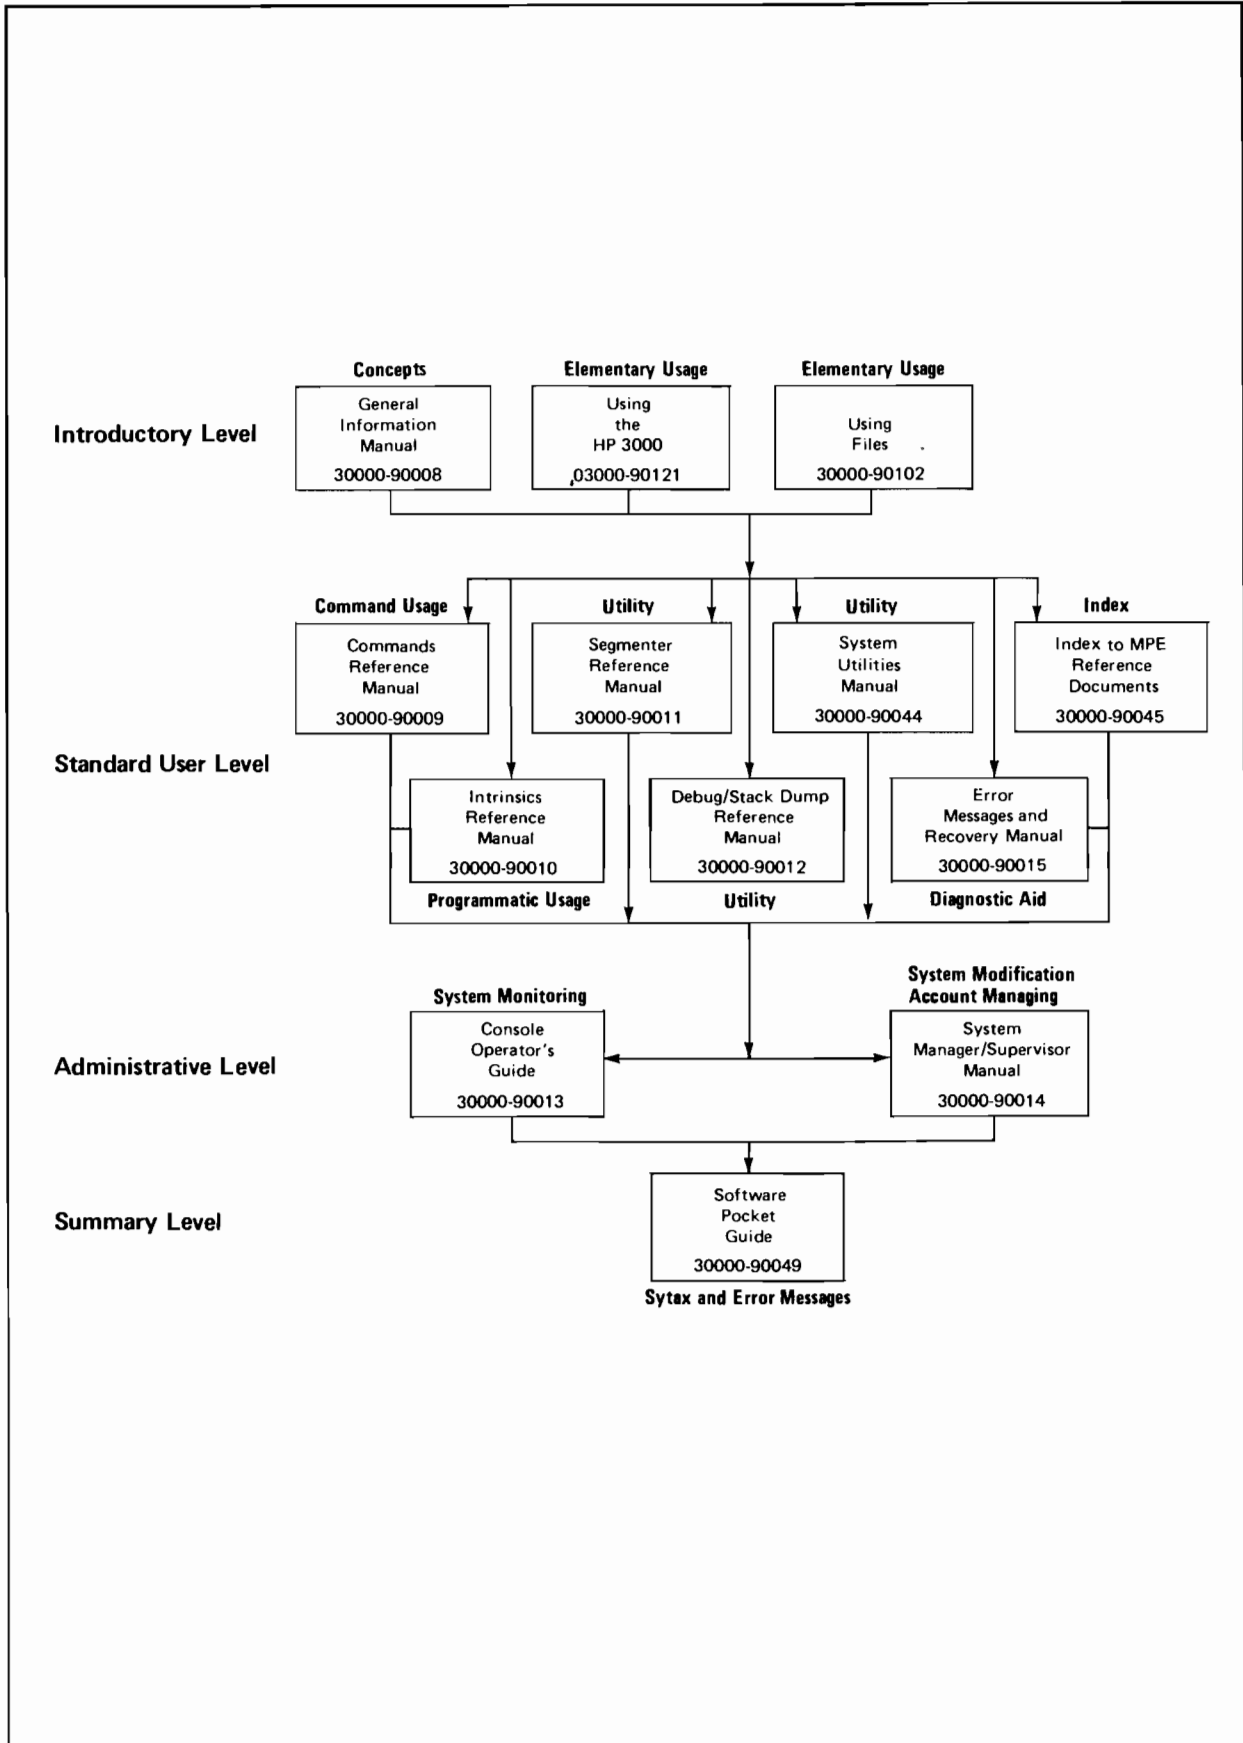 Concepts
Elementary Usage
Elementary Usage
Introductory Level
General
Information
Manual
30000-90008
Using
the
HP 3000
03000-90121
Using
Files
30000-90102
Command Usage
Utility
Utility
Index
Commands
Reference
Manual
30000-90009
Segmenter
Reference
Manual
30000-90011
System
Utilities
Manual
30000-90044
Index to MPE
Reference
Documents
30000-90045
Standard User Level
Intrinsics
Reference
Manual
30000-90010
Programmatic Usage
Debug/Stack Dump
Reference
Manual
30000-90012
Utility
Error
Messages and
Recovery Manual
30000-90015
Diagnostic Aid
System Monitoring
System Modification
Account Managing
Administrative Level
Console
Operator's
Guide
30000-90013
System
Manager/Supervisor
Manual
30000-90014
Summary Level
Software
Pocket
Guide
30000-90049
Sytax and Error Messages